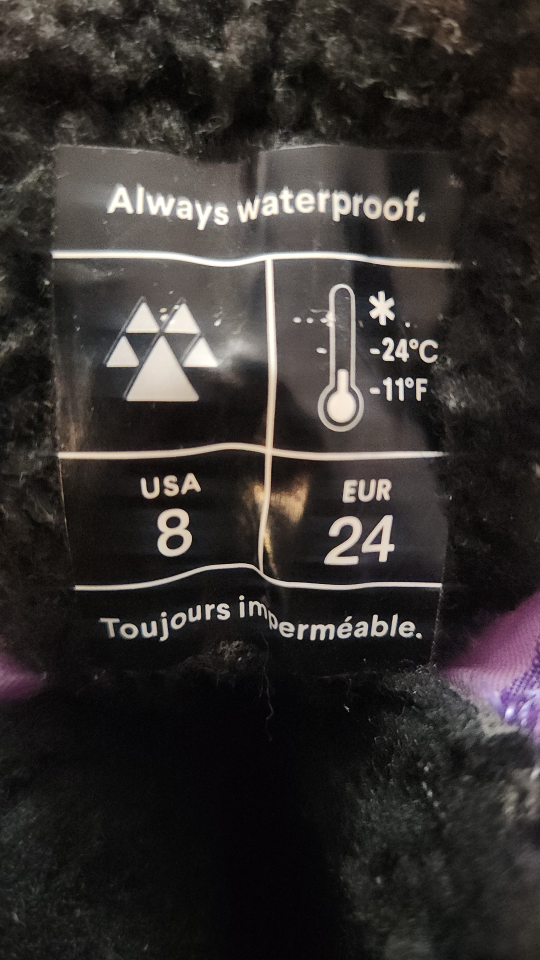 Always waterproof.
*
-24°C
-11°F
USA
8
EUR
24
Toujours imperméable.